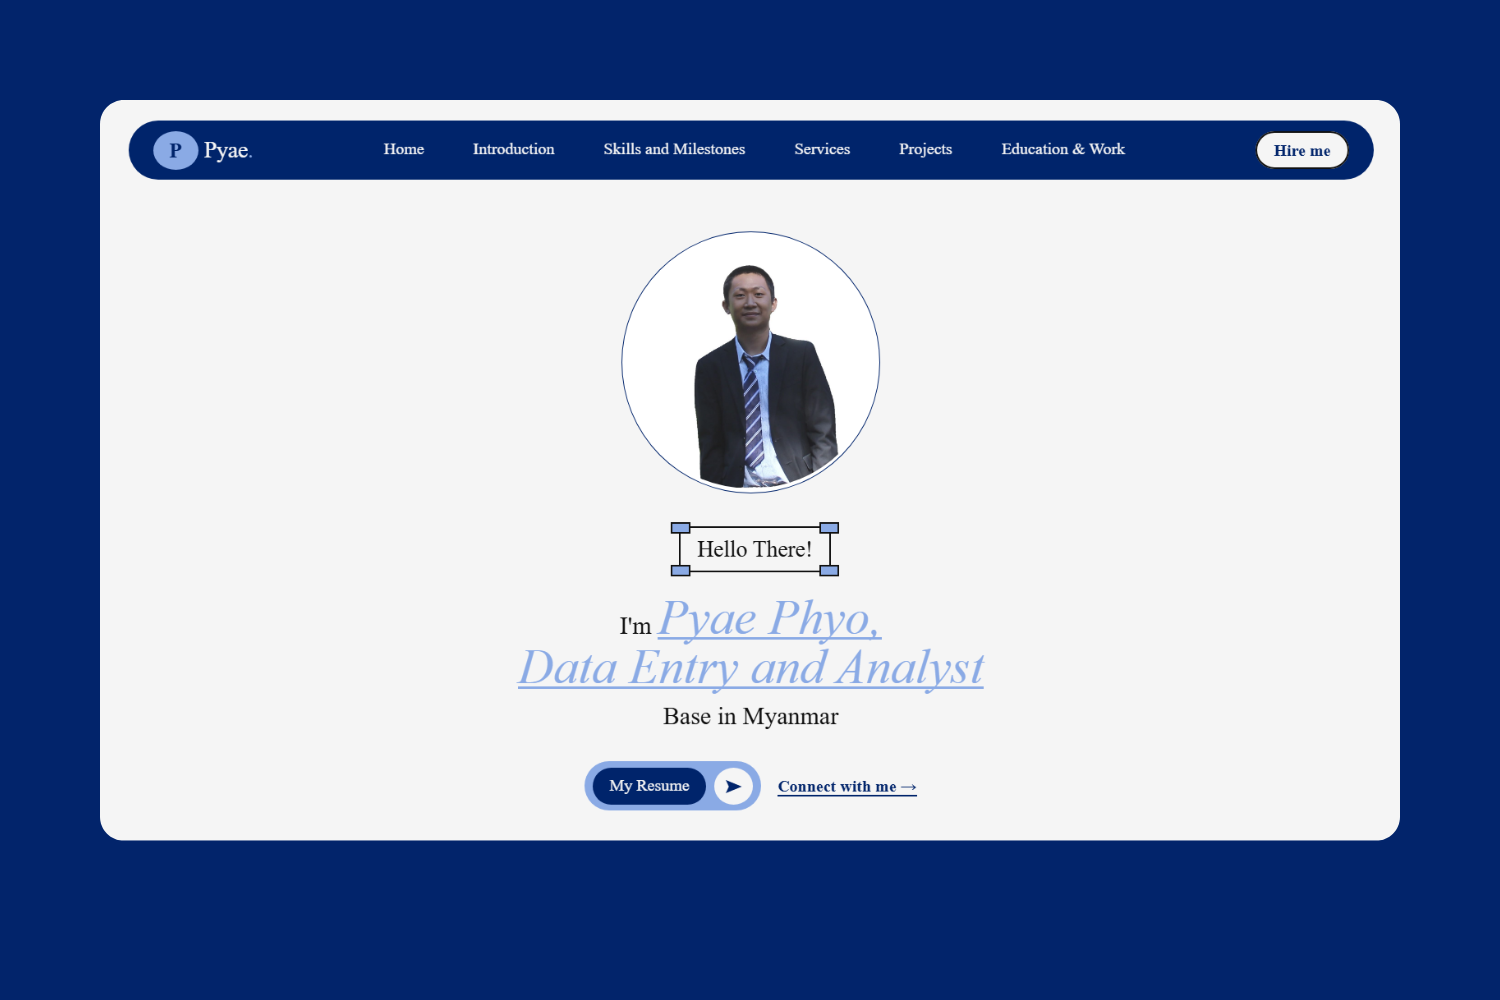 P Pyae. Home Introduction Skills and Milestones Services Projects Education & Work Hire me
Hello There!
I'm Pyae Phyo,
Data Entry and Analyst
Base in Myanmar
My Resume Connect with me →